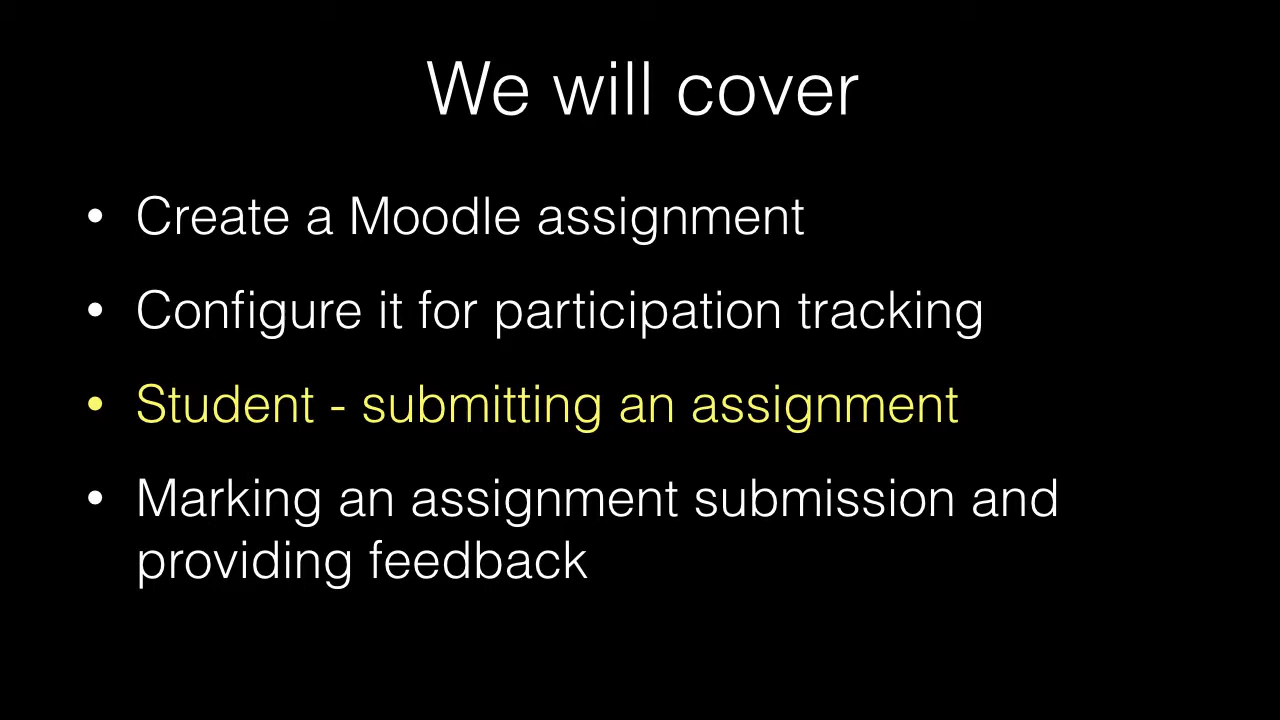 We will cover
• Create a Moodle assignment
• Configure it for participation tracking
• Student - submitting an assignment
• Marking an assignment submission and
providing feedback